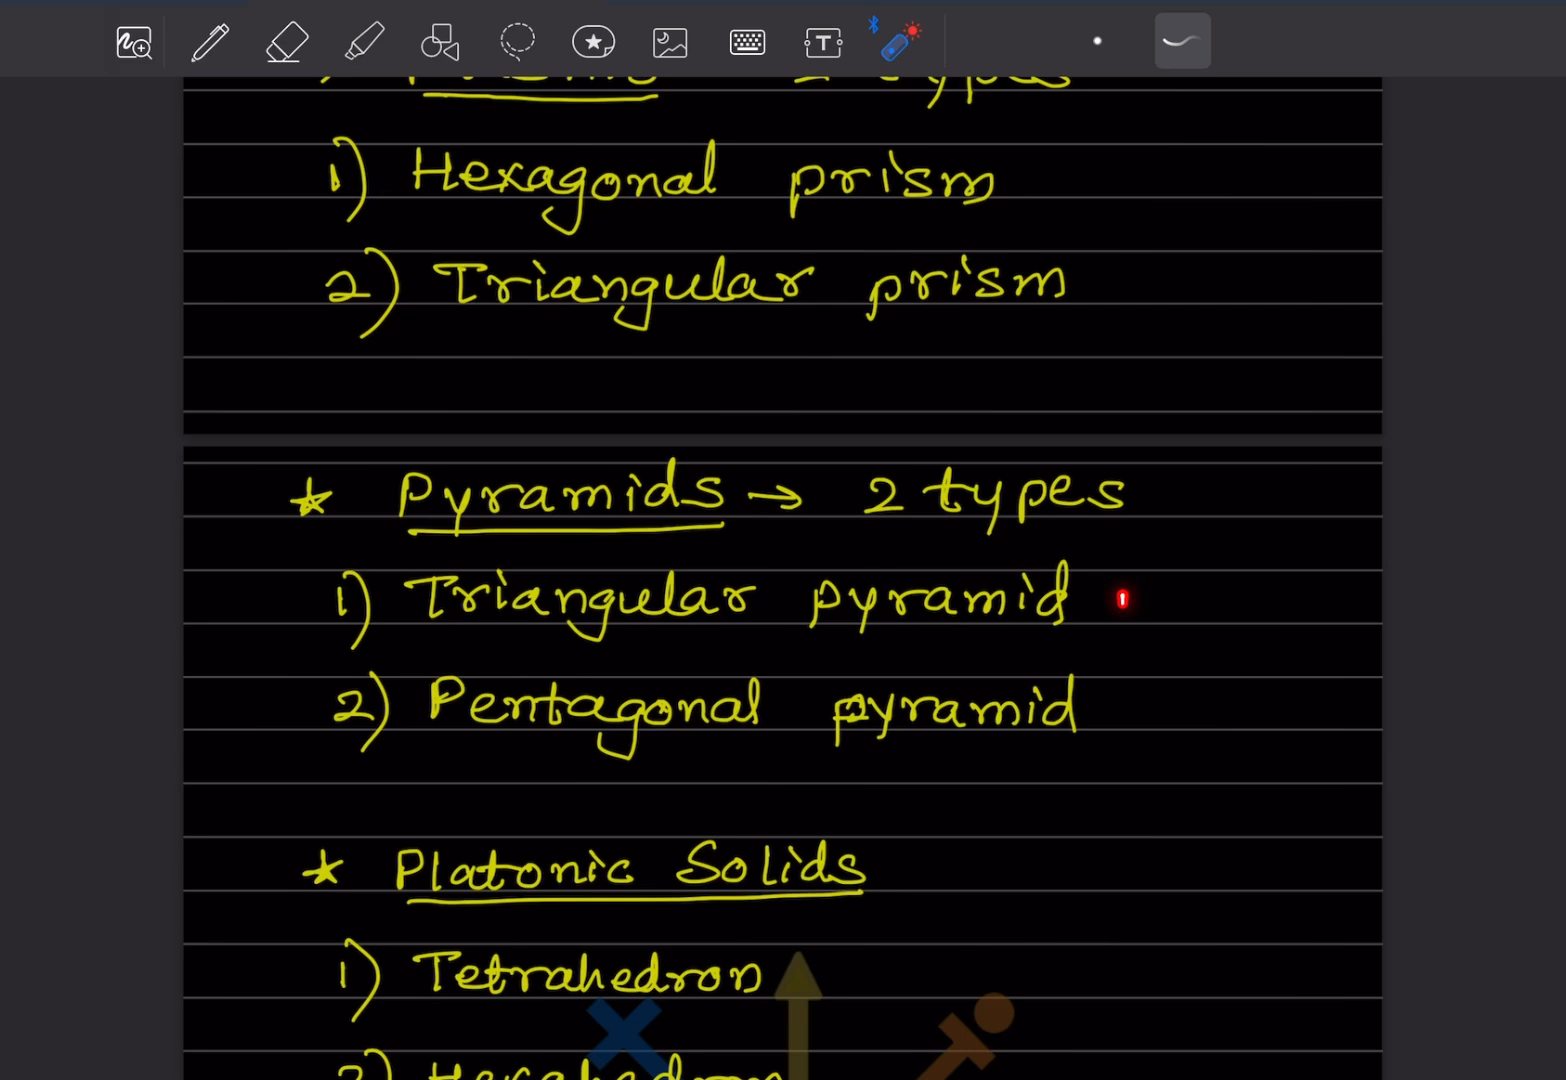 1) Hexagonal prism
2) Triangular prism
★ Pyramids → 2 types
1) Triangular pyramid
2) Pentagonal pyramid
★ Platonic Solids
1) Tetrahedron